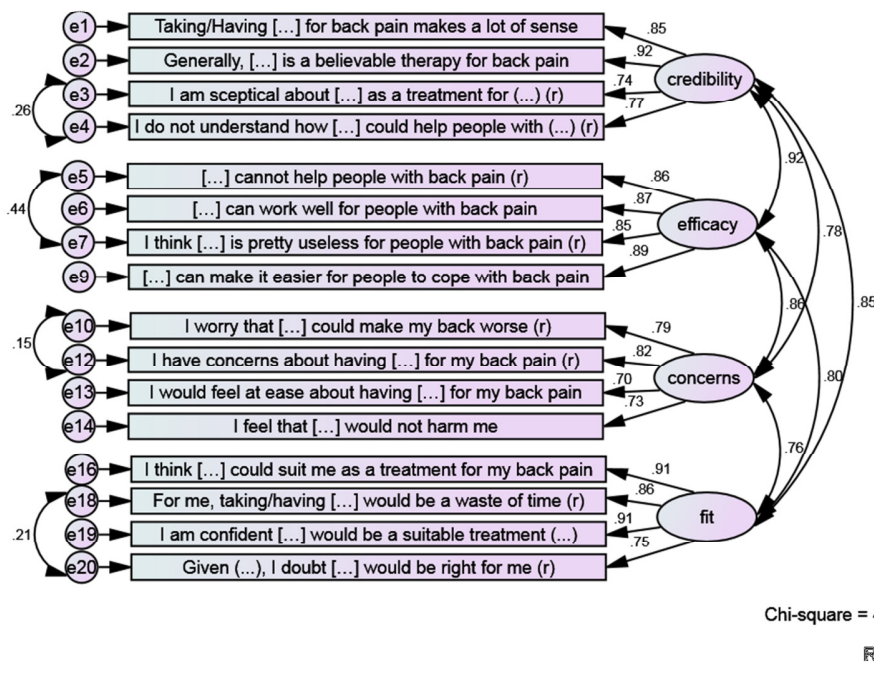 e1 Taking/Having [...] for back pain makes a lot of sense .85
e2 Generally, [...] is a believable therapy for back pain .92
credibility
e3 I am sceptical about [...] as a treatment for (...) (r) .74
.26
e4 I do not understand how [...] could help people with (...) (r) .77
.92
e5 [...] cannot help people with back pain (r) .86
.44
e6 [...] can work well for people with back pain .87
efficacy
.78
e7 I think [...] is pretty useless for people with back pain (r) .85
e9 [...] can make it easier for people to cope with back pain .89
.86
.85
e10 I worry that [...] could make my back worse (r) .79
.15
e12 I have concerns about having [...] for my back pain (r) .82
concerns
.80
e13 I would feel at ease about having [...] for my back pain .70
e14 I feel that [...] would not harm me .73
.76
e16 I think [...] could suit me as a treatment for my back pain .91
e18 For me, taking/having [...] would be a waste of time (r) .86
fit
.21
e19 I am confident [...] would be a suitable treatment (...) .91
e20 Given (...), I doubt [...] would be right for me (r) .75
Chi-square =